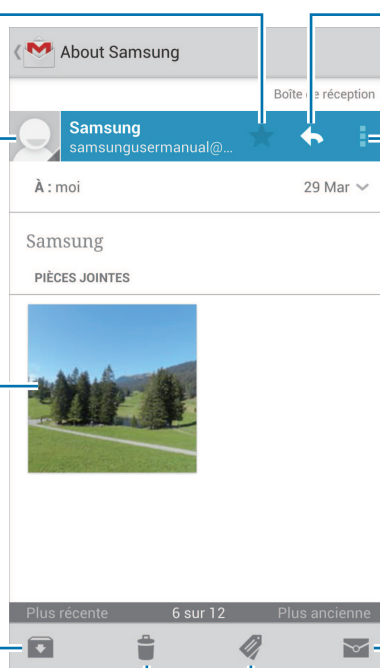 About Samsung
Boîte de réception
Samsung
samsungusermanual@...
À : moi 29 Mar
Samsung
PIÈCES JOINTES
Plus récente 6 sur 12 Plus ancienne